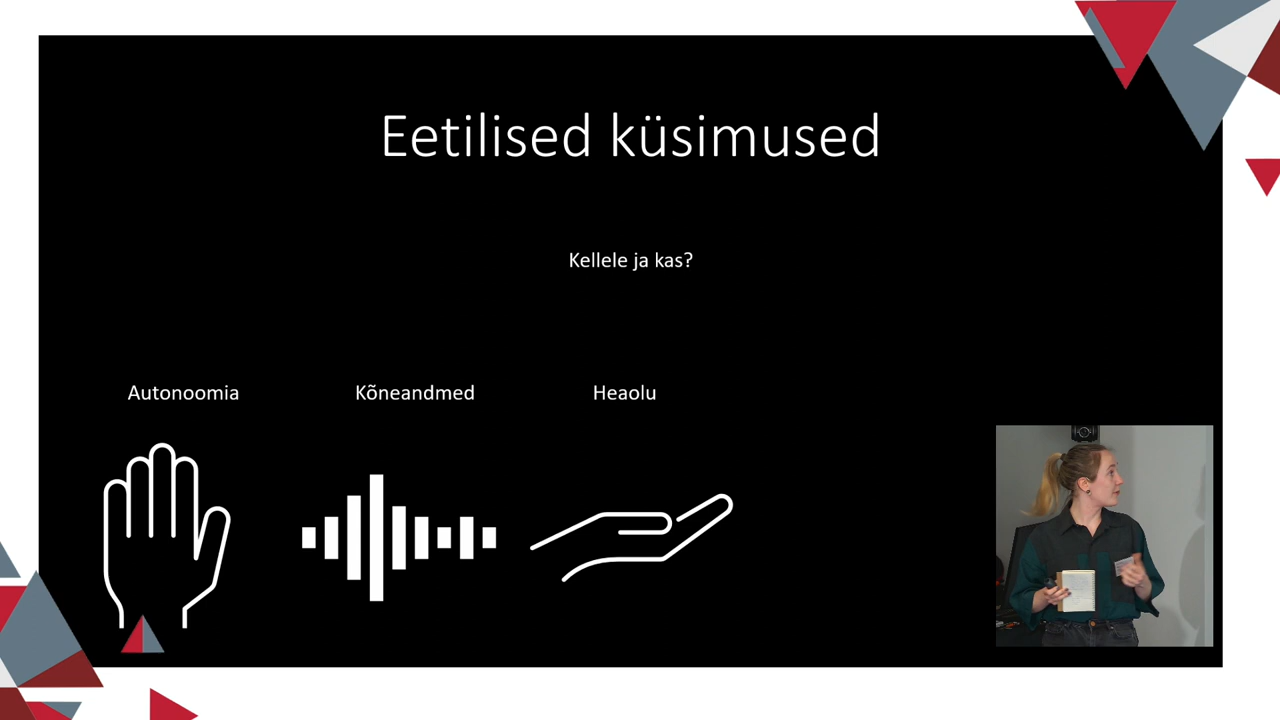 Eetilised küsimused
Kellele ja kas?
Autonoomia
Kõneandmed
Heaolu